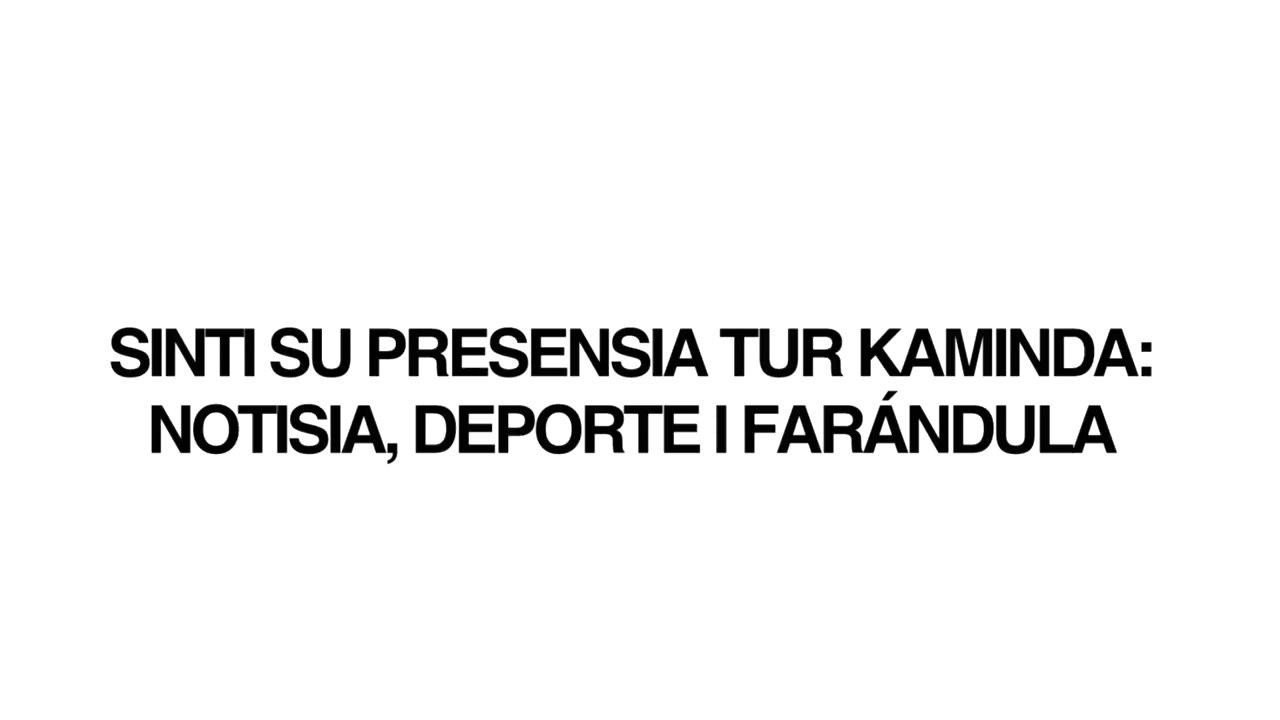 SINTI SU PRESENSIA TUR KAMINDA:
NOTISIA, DEPORTE I FARÁNDULA